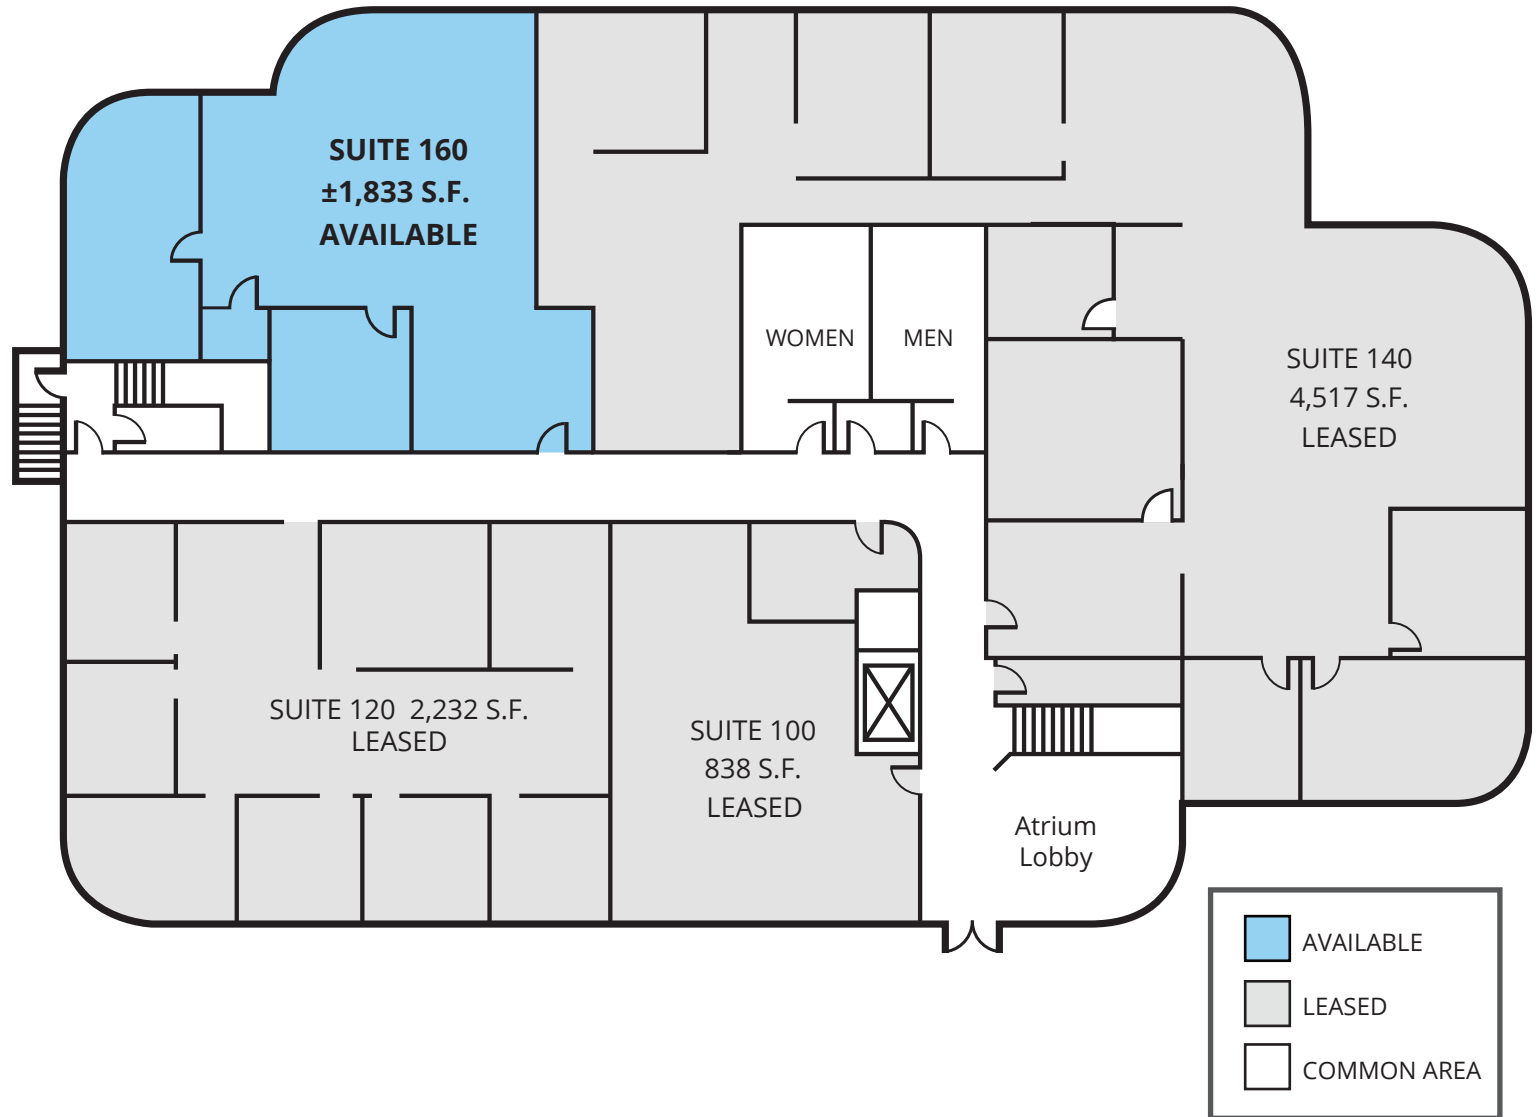 SUITE 160
±1,833 S.F.
AVAILABLE
WOMEN
MEN
SUITE 140
4,517 S.F.
LEASED
SUITE 120 2,232 S.F.
LEASED
SUITE 100
838 S.F.
LEASED
Atrium
Lobby
AVAILABLE
LEASED
COMMON AREA